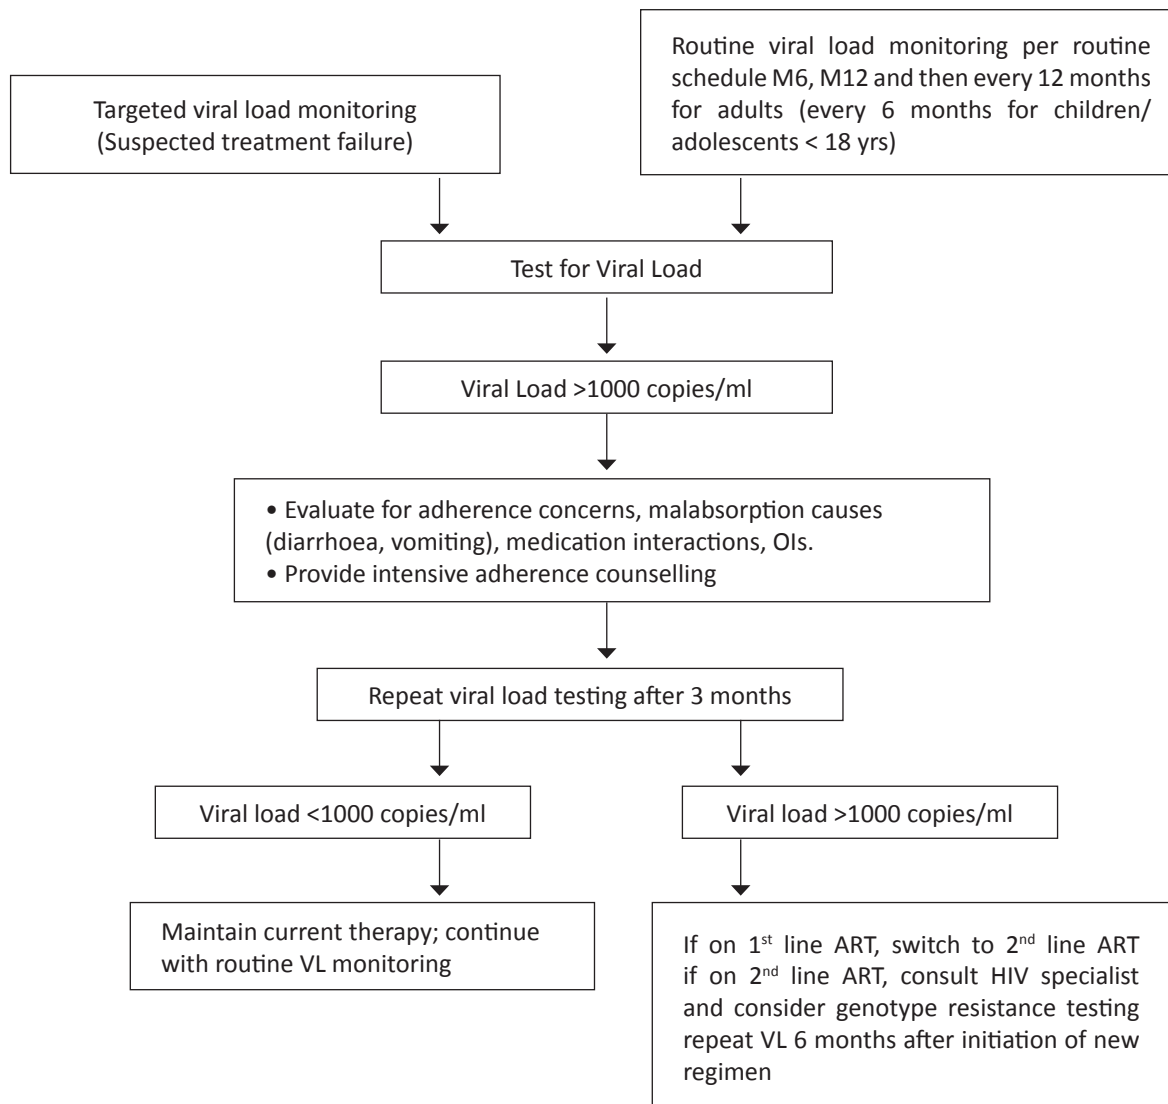 Targeted viral load monitoring
(Suspected treatment failure)
Routine viral load monitoring per routine
schedule M6, M12 and then every 12 months
for adults (every 6 months for children/
adolescents < 18 yrs)
Test for Viral Load
Viral Load >1000 copies/ml
• Evaluate for adherence concerns, malabsorption causes
(diarrhoea, vomiting), medication interactions, OIs.
• Provide intensive adherence counselling
Repeat viral load testing after 3 months
Viral load <1000 copies/ml
Viral load >1000 copies/ml
Maintain current therapy; continue
with routine VL monitoring
If on 1st line ART, switch to 2nd line ART
if on 2nd line ART, consult HIV specialist
and consider genotype resistance testing
repeat VL 6 months after initiation of new
regimen